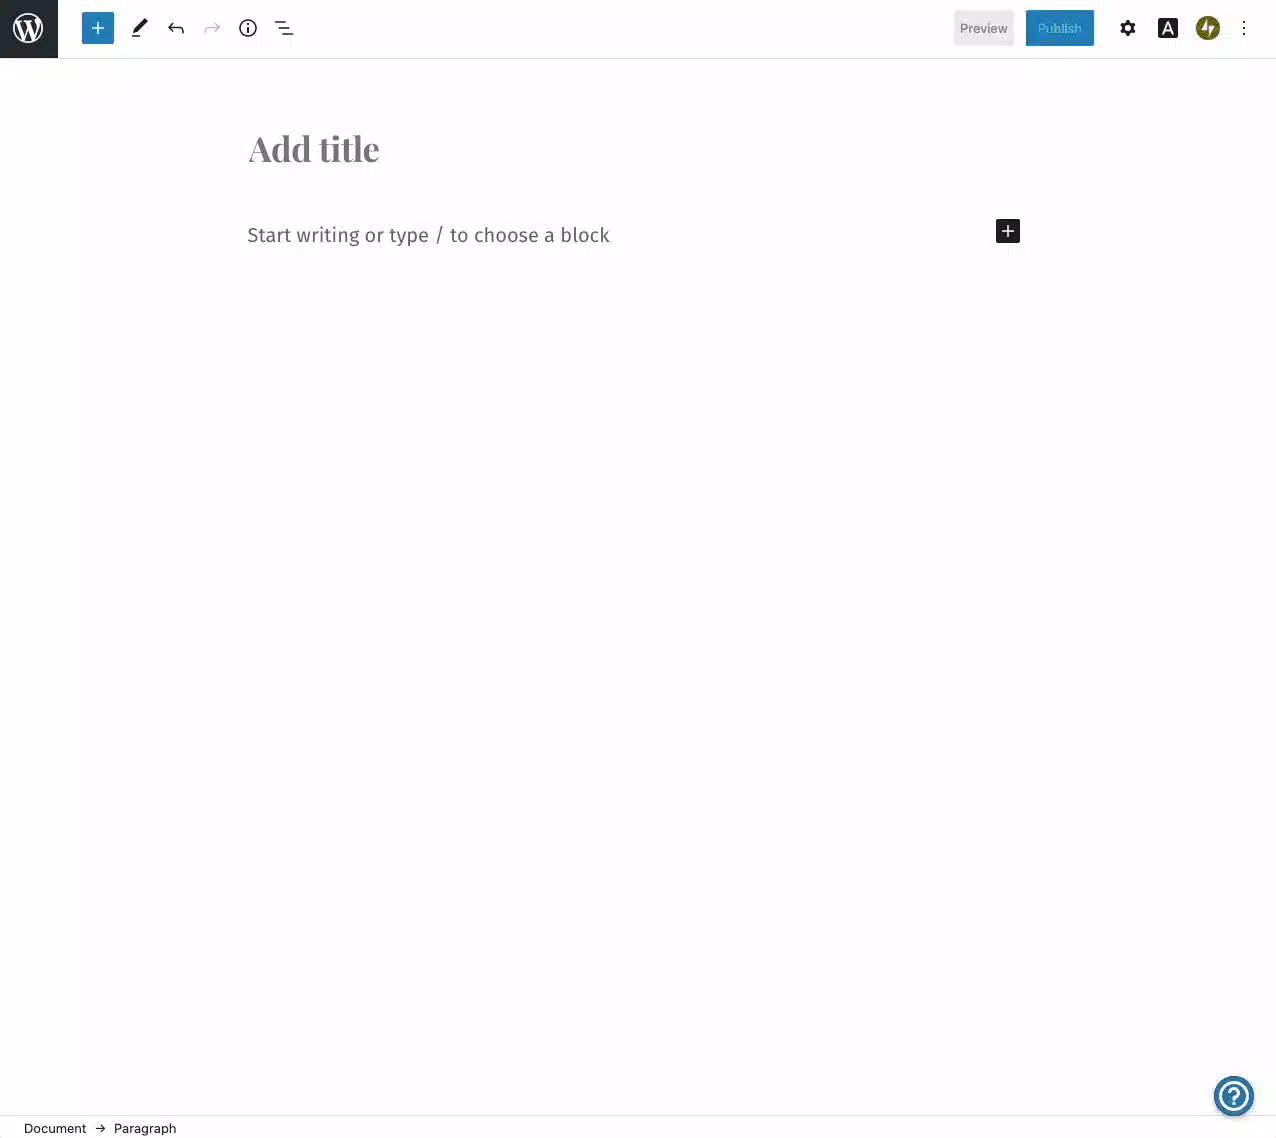 Preview Publish A
Add title
Start writing or type / to choose a block
Document → Paragraph